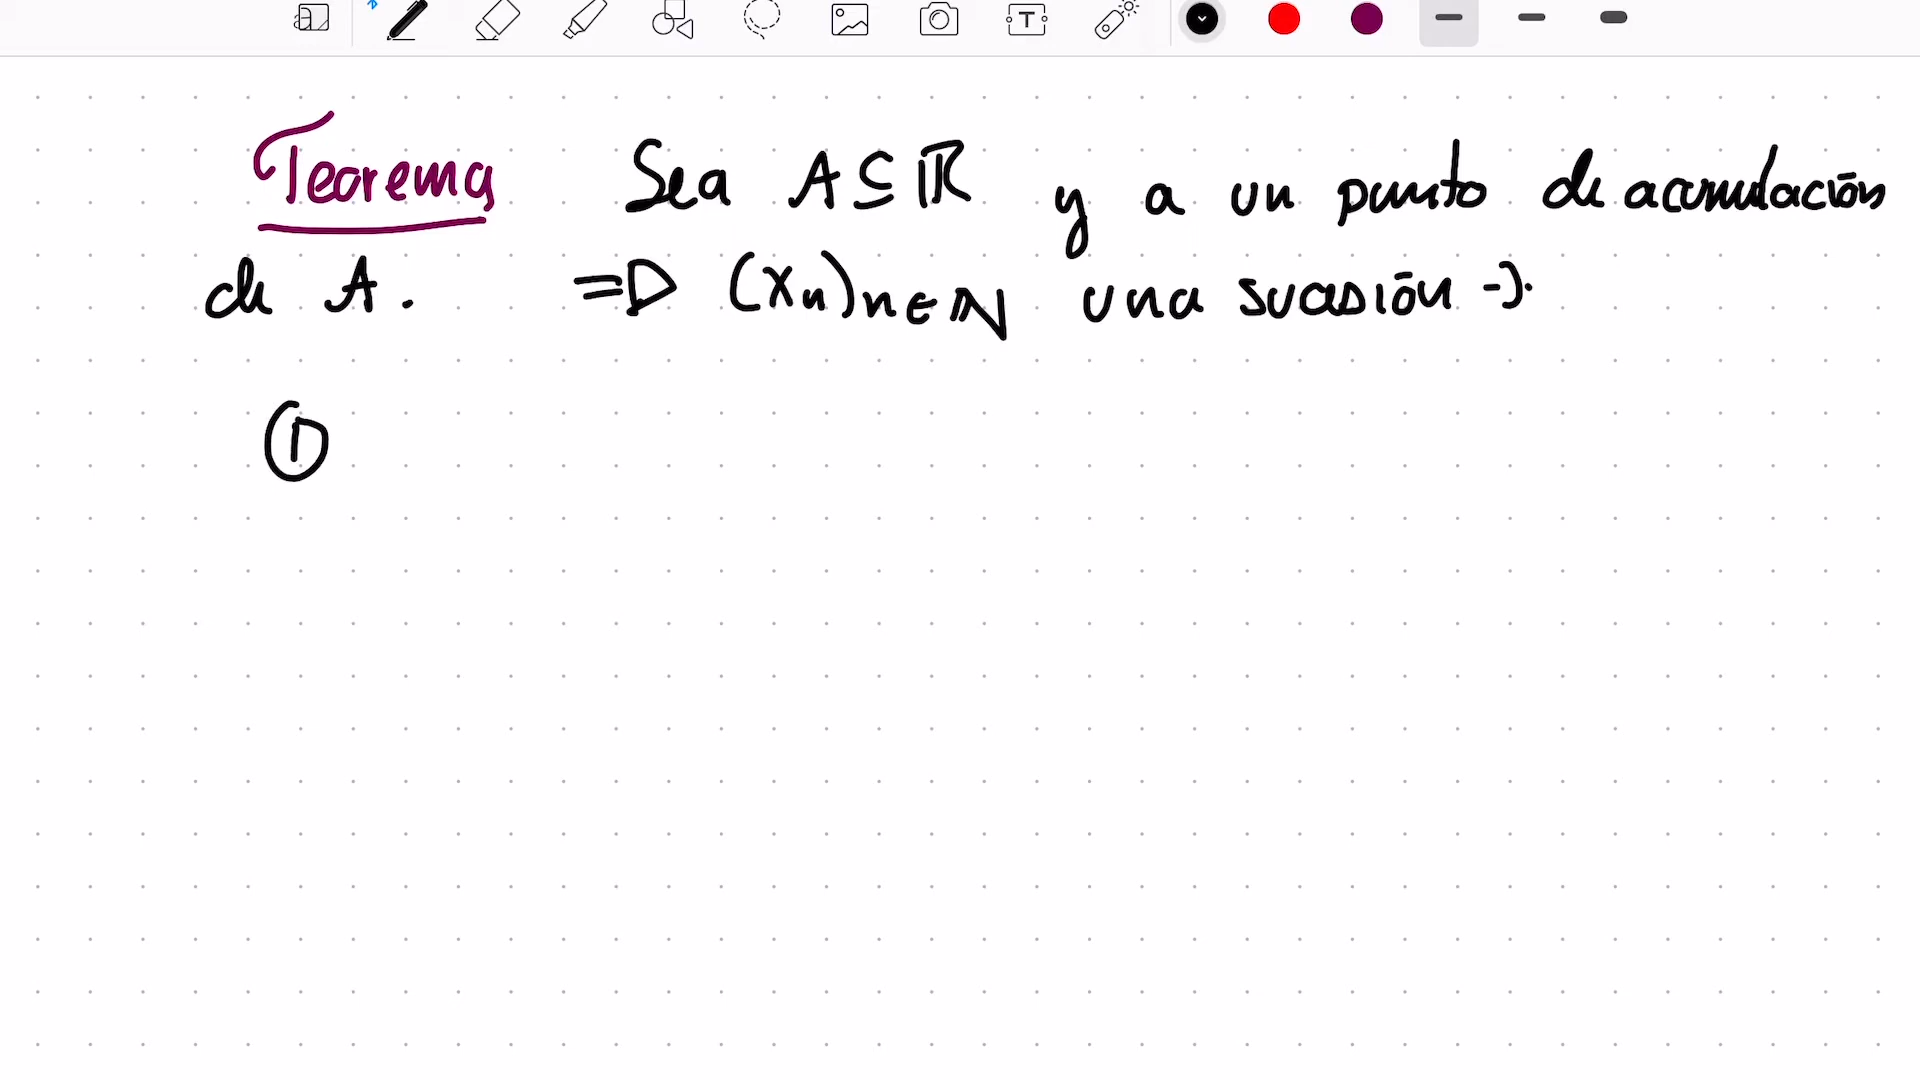 Teorema Sea A ⊆ ℝ y a un punto de acumulación
de A. => (xn)n∈ℕ una sucesión -).
①